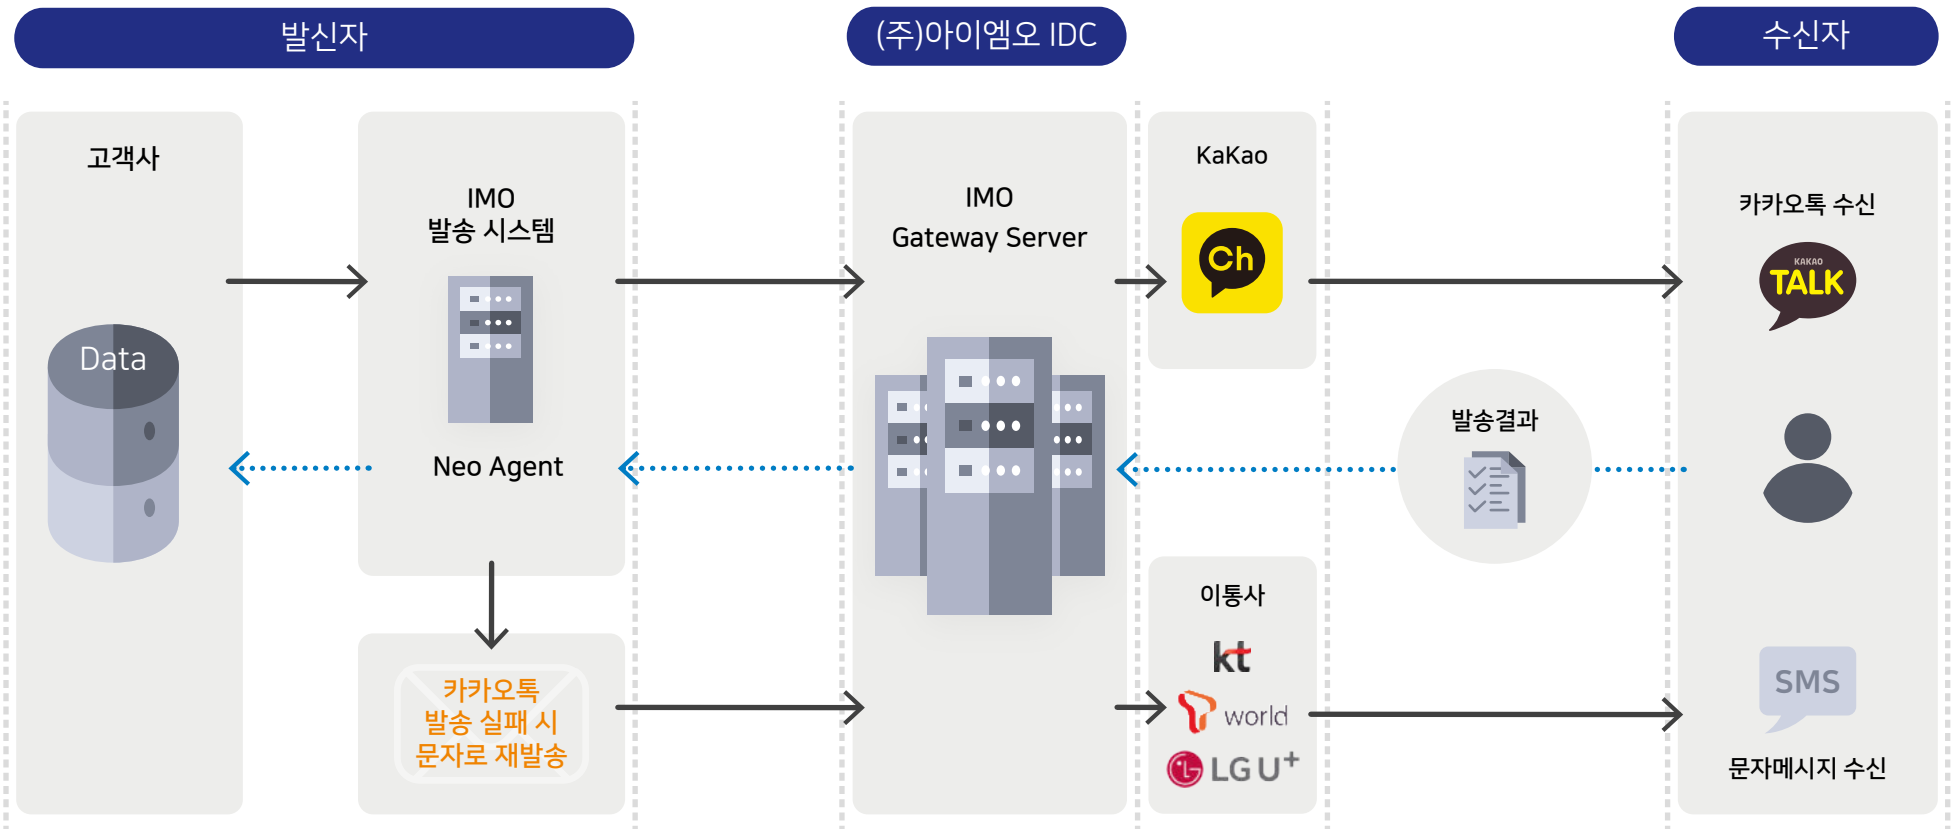 발신자
(주)아이엠오 IDC
수신자
고객사
Data
IMO
발송 시스템
Neo Agent
카카오톡
발송 실패 시
문자로 재발송
IMO
Gateway Server
KaKao
Ch
이통사
kt
T world
LG U+
발송결과
카카오톡 수신
KAKAO
TALK
SMS
문자메시지 수신